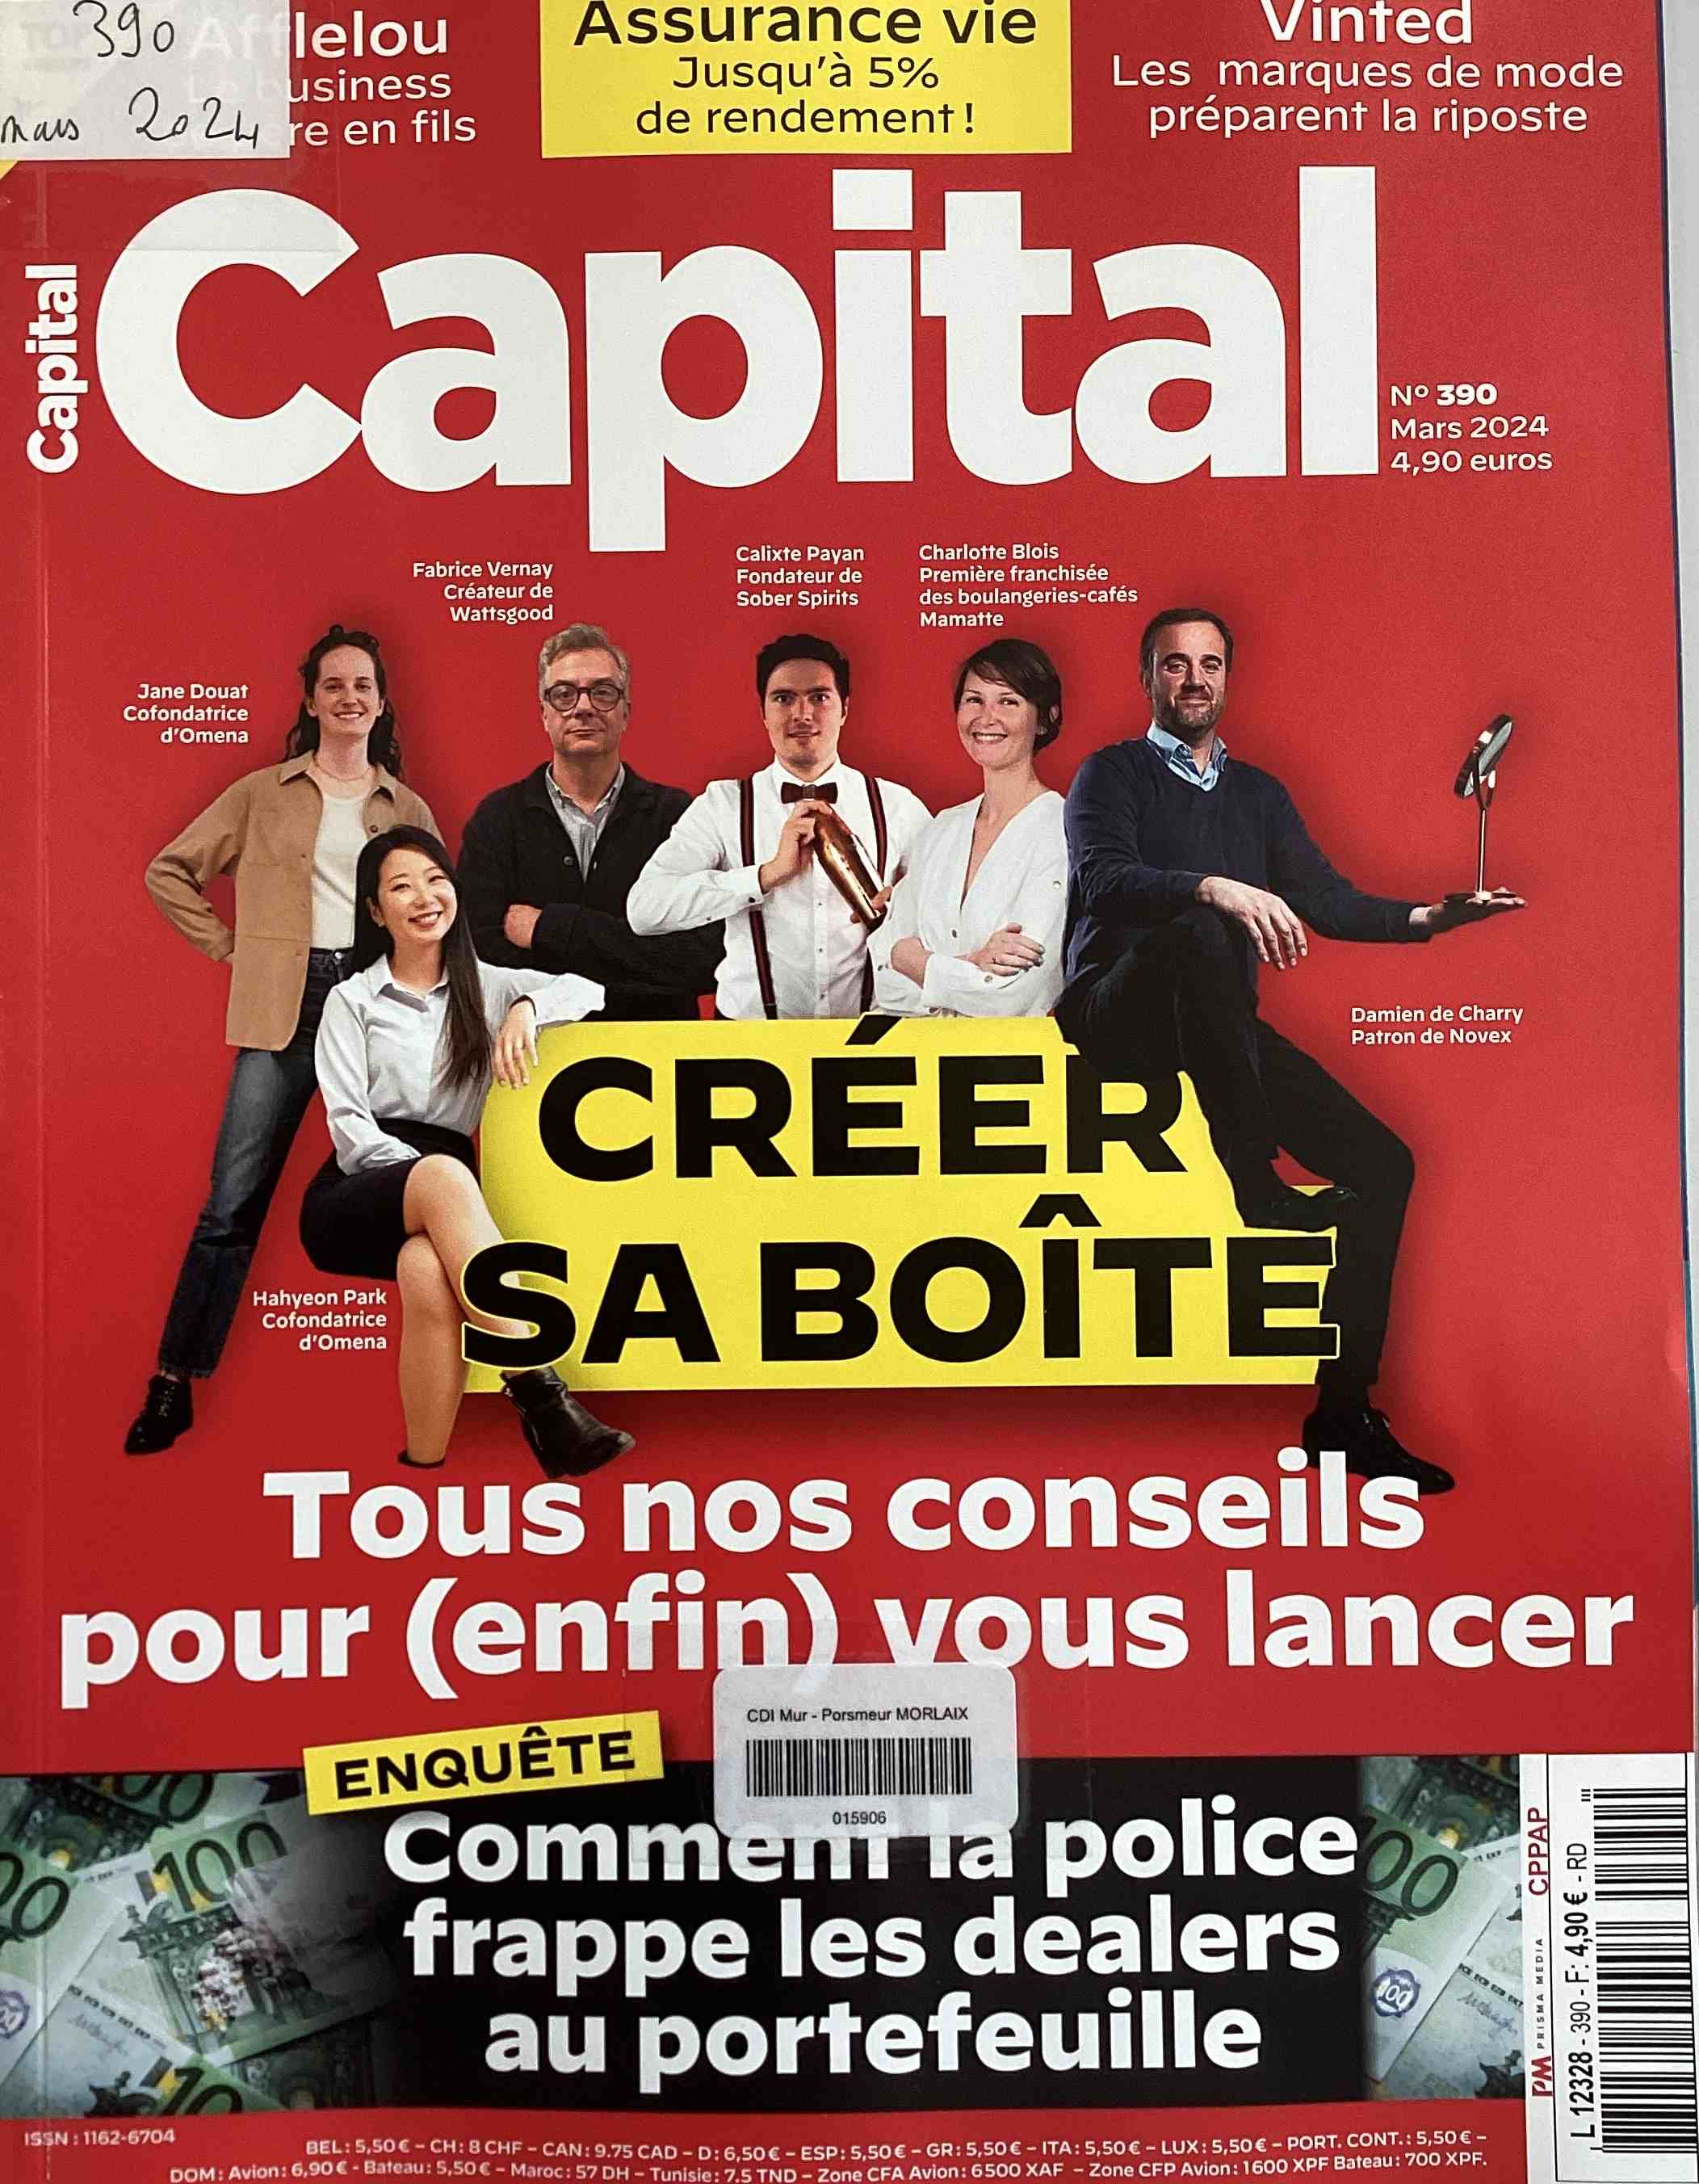 390
mars 2024
Afflelou
business
re en fils
Assurance vie
Jusqu'à 5%
de rendement !
Vinted
Les marques de mode
préparent la riposte
Capital
Capital
N° 390
Mars 2024
4,90 euros
Fabrice Vernay
Créateur de
Wattsgood
Calixte Payan
Fondateur de
Sober Spirits
Charlotte Blois
Première franchisée
des boulangeries-cafés
Mamatte
Jane Douat
Cofondatrice
d'Omena
Damien de Charry
Patron de Novex
Hahyeon Park
Cofondatrice
d'Omena
CRÉER
SA BOÎTE
Tous nos conseils
pour (enfin) vous lancer
CDI Mur - Porsmeur MORLAIX
015906
ENQUÊTE
Comment la police
frappe les dealers
au portefeuille
100
100
PM PRISMA MEDIA CPPAP
L 12328 - 390 - F: 4,90 € - RD
ISSN : 1162-6704
BEL : 5,50 € – CH : 8 CHF – CAN : 9.75 CAD – D : 6,50 € – ESP : 5,50 € – GR : 5,50 € – ITA : 5,50 € – LUX : 5,50 € – PORT. CONT. : 5,50 € –
DOM : Avion : 6,90 € - Bateau : 5,50 € – Maroc : 57 DH – Tunisie : 7.5 TND – Zone CFA Avion : 6500 XAF – Zone CFP Avion : 1600 XPF Bateau : 700 XPF.